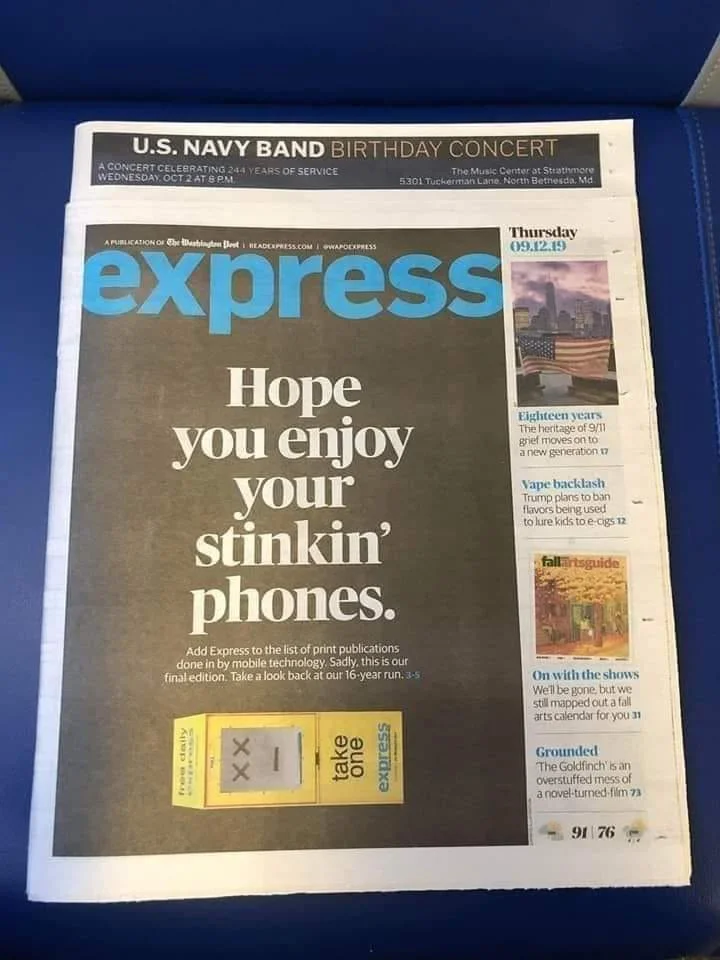 U.S. NAVY BAND BIRTHDAY CONCERT
A CONCERT CELEBRATING 244 YEARS OF SERVICE
WEDNESDAY, OCT 2 AT 8 P.M.
The Music Center at Strathmore
5301 Tuckerman Lane, North Bethesda, Md.
A PUBLICATION OF The Washington Post | READEXPRESS.COM | @WAPOEXPRESS
express
Hope
you enjoy
your
stinkin'
phones.
Add Express to the list of print publications
done in by mobile technology. Sadly, this is our
final edition. Take a look back at our 16-year run. 3-5
free daily
express
XX
take
one
express
Thursday
09.12.19
Eighteen years
The heritage of 9/11
grief moves on to
a new generation 17
Vape backlash
Trump plans to ban
flavors being used
to lure kids to e-cigs 12
fallartsguide
On with the shows
We'll be gone, but we
still mapped out a fall
arts calendar for you 31
Grounded
'The Goldfinch' is an
overstuffed mess of
a novel-turned-film 73
91 | 76